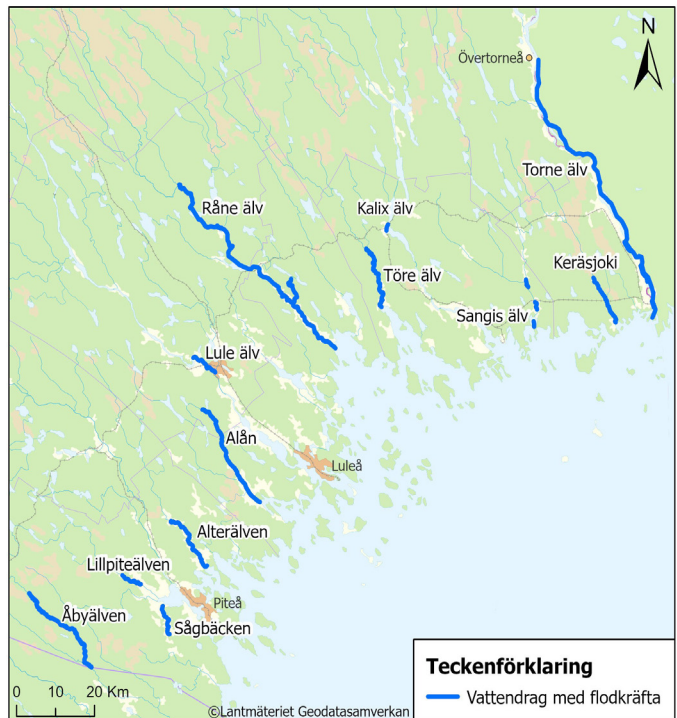 N
Övertorneå
Torne älv
Råne älv
Kalix älv
Keräsjoki
Töre älv
Sangis älv
Lule älv
Alån
Luleå
Alterälven
Lillpiteälven
Piteå
Åbyälven
Sågbäcken
Teckenförklaring
Vattendrag med flodkräfta
0 10 20 Km
©Lantmäteriet Geodatasamverkan